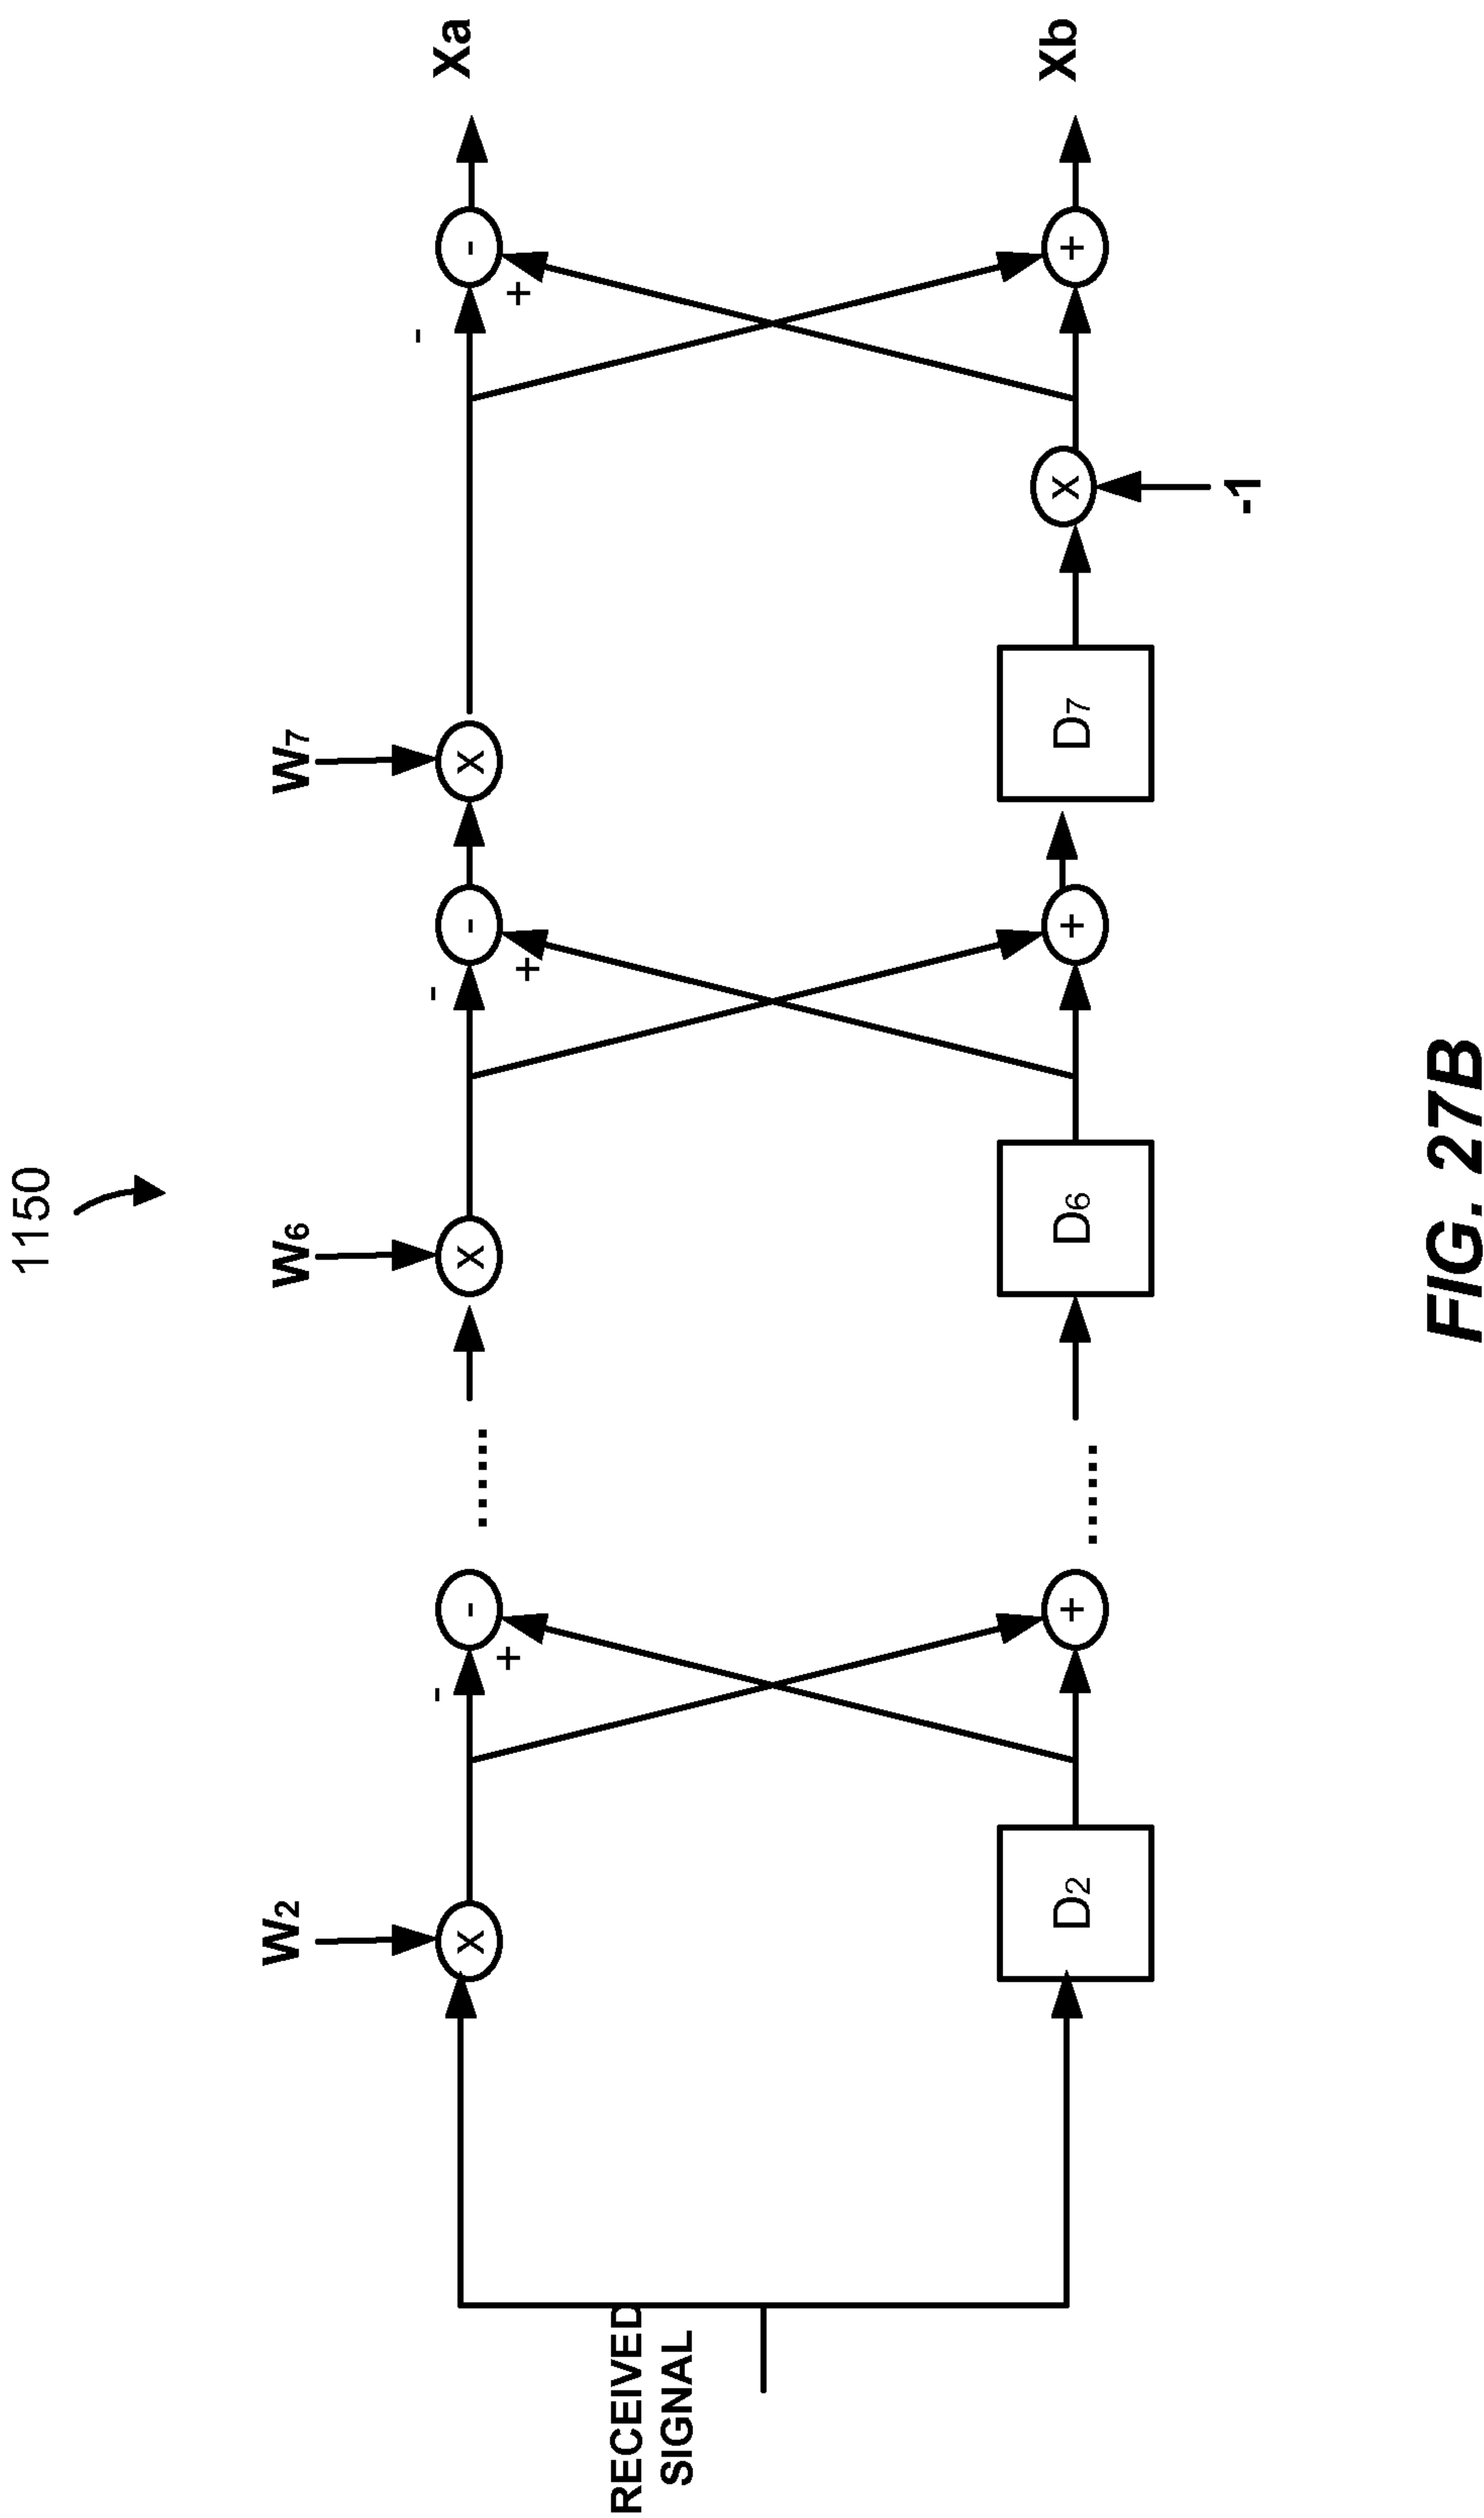 1150
W2
W6
W7
x
-
+
-
......
x
-
+
-
x
-
+
-
Xa
RECEIVED
SIGNAL
D2
+
......
D6
+
D7
x
-1
+
Xb
FIG. 27B